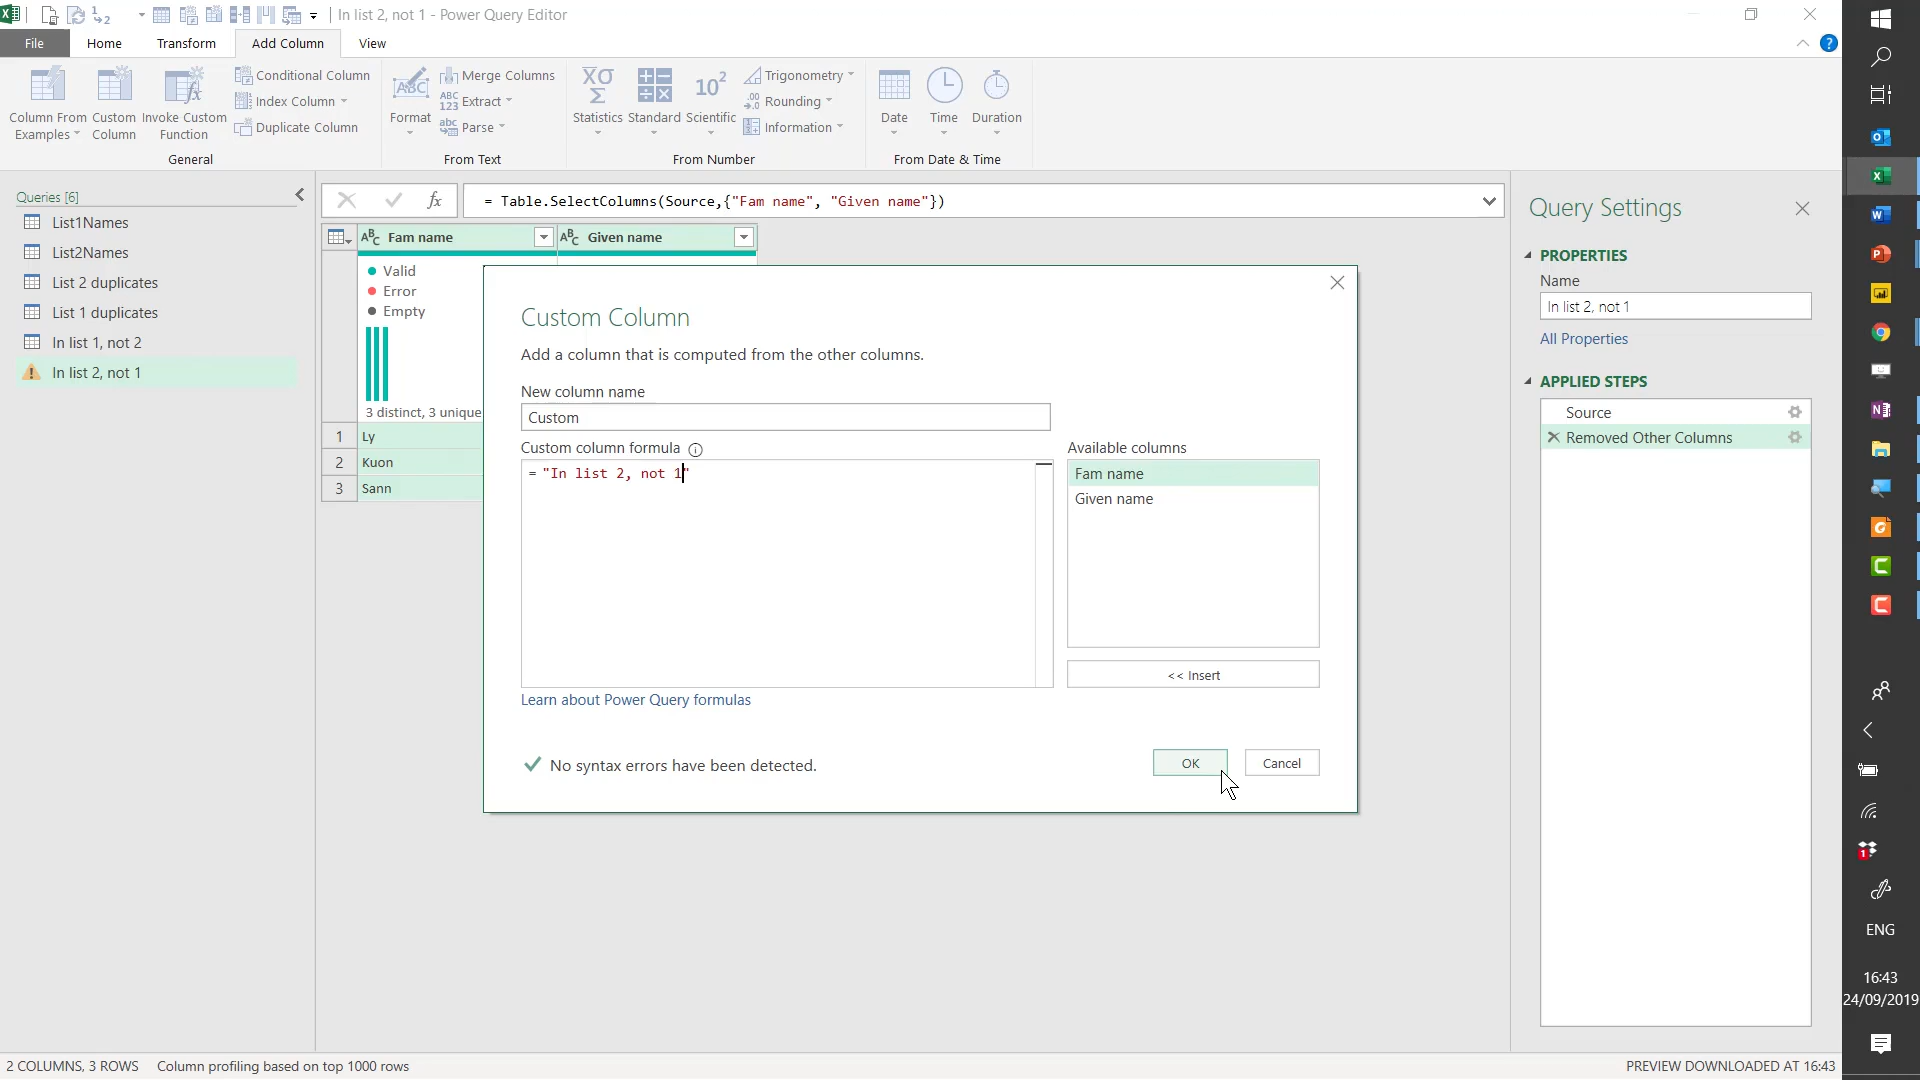 In list 2, not 1 - Power Query Editor
File
Home
Transform
Add Column
View
Column From Examples
Custom Column
Invoke Custom Function
Conditional Column
Index Column
Duplicate Column
General
Format
Merge Columns
Extract
Parse
From Text
Statistics
Standard
Scientific
Trigonometry
Rounding
Information
From Number
Date
Time
Duration
From Date & Time
Queries [6]
List1Names
List2Names
List 2 duplicates
List 1 duplicates
In list 1, not 2
In list 2, not 1
fx
= Table.SelectColumns(Source,{"Fam name", "Given name"})
Fam name
Given name
Valid
Error
Empty
3 distinct, 3 unique
1 Ly
2 Kuon
3 Sann
Custom Column
Add a column that is computed from the other columns.
New column name
Custom
Custom column formula
= "In list 2, not 1"
Available columns
Fam name
Given name
<< Insert
Learn about Power Query formulas
No syntax errors have been detected.
OK
Cancel
Query Settings
PROPERTIES
Name
In list 2, not 1
All Properties
APPLIED STEPS
Source
Removed Other Columns
2 COLUMNS, 3 ROWS
Column profiling based on top 1000 rows
PREVIEW DOWNLOADED AT 16:43
ENG
16:43
24/09/2019